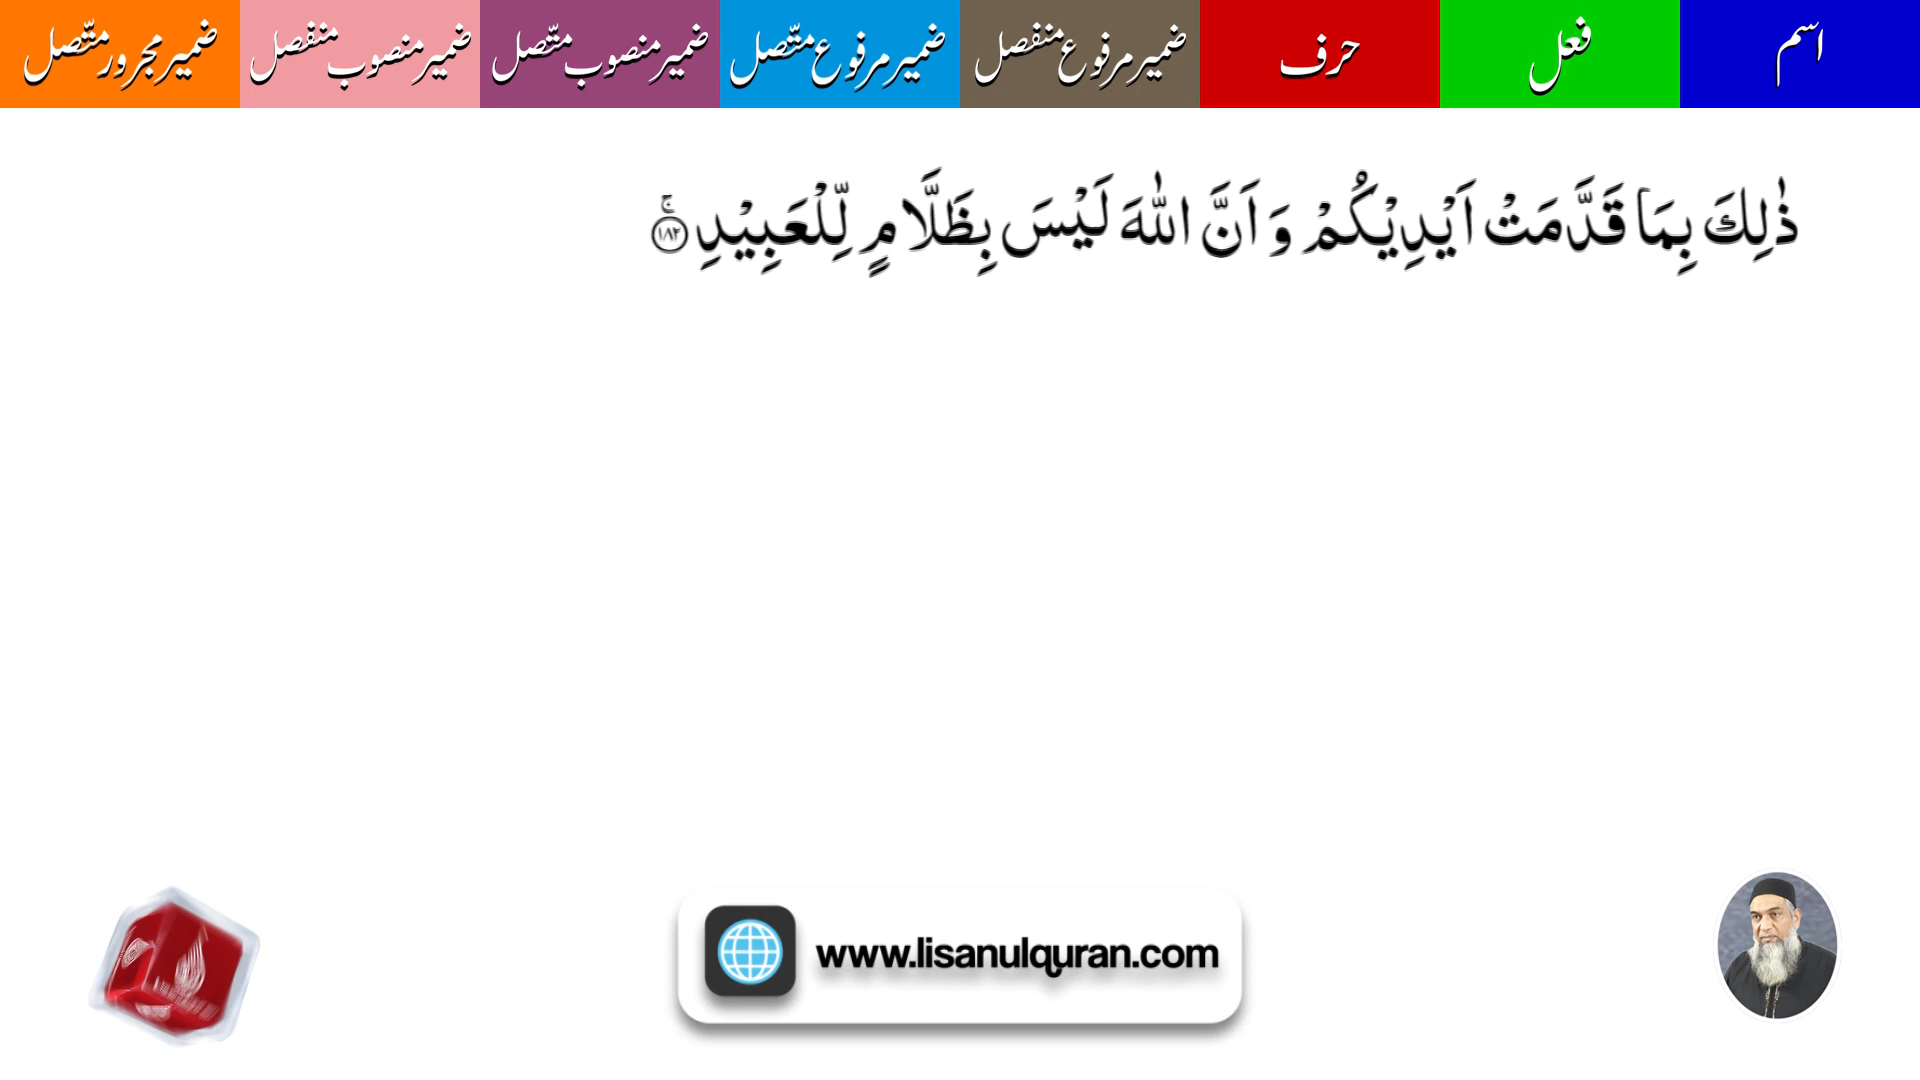 اسم فعل حرف ضمیر مرفوع منفصل ضمیر مرفوع متّصل ضمیر منصوب متّصل ضمیر منصوب منفصل ضمیر مجرور متّصل
ذٰلِكَ بِمَا قَدَّمَتْ اَيْدِيْكُمْ وَ اَنَّ اللّٰهَ لَيْسَ بِظَلَّامٍ لِّلْعَبِيْدِۚ۝۱۸۲
www.lisanulquran.com